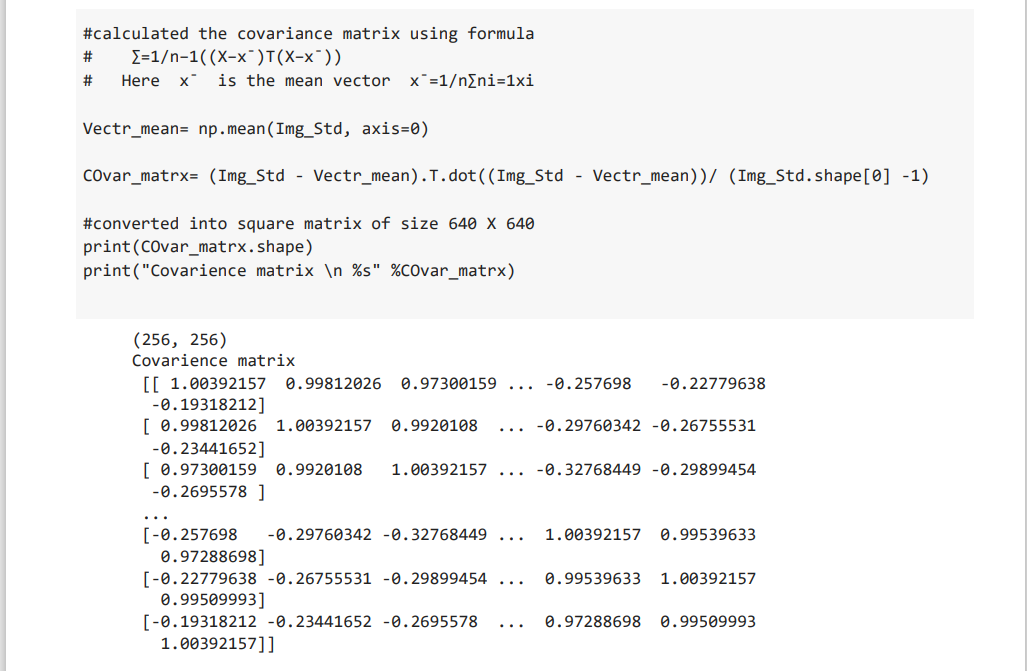 #calculated the covariance matrix using formula
#    Σ=1/n−1((X−x¯)T(X−x¯))
#   Here  x¯  is the mean vector  x¯=1/nΣni=1xi
Vectr_mean= np.mean(Img_Std, axis=0)
COvar_matrx= (Img_Std - Vectr_mean).T.dot((Img_Std - Vectr_mean))/ (Img_Std.shape[0] -1)
#converted into square matrix of size 640 X 640
print(COvar_matrx.shape)
print("Covarience matrix \n %s" %COvar_matrx)
(256, 256)
Covarience matrix
[[ 1.00392157  0.99812026  0.97300159 ... -0.257698   -0.22779638
-0.19318212]
[ 0.99812026  1.00392157  0.9920108  ... -0.29760342 -0.26755531
-0.23441652]
[ 0.97300159  0.9920108   1.00392157 ... -0.32768449 -0.29899454
-0.2695578 ]
...
[-0.257698   -0.29760342 -0.32768449 ...  1.00392157  0.99539633
0.97288698]
[-0.22779638 -0.26755531 -0.29899454 ...  0.99539633  1.00392157
0.99509993]
[-0.19318212 -0.23441652 -0.2695578  ...  0.97288698  0.99509993
1.00392157]]